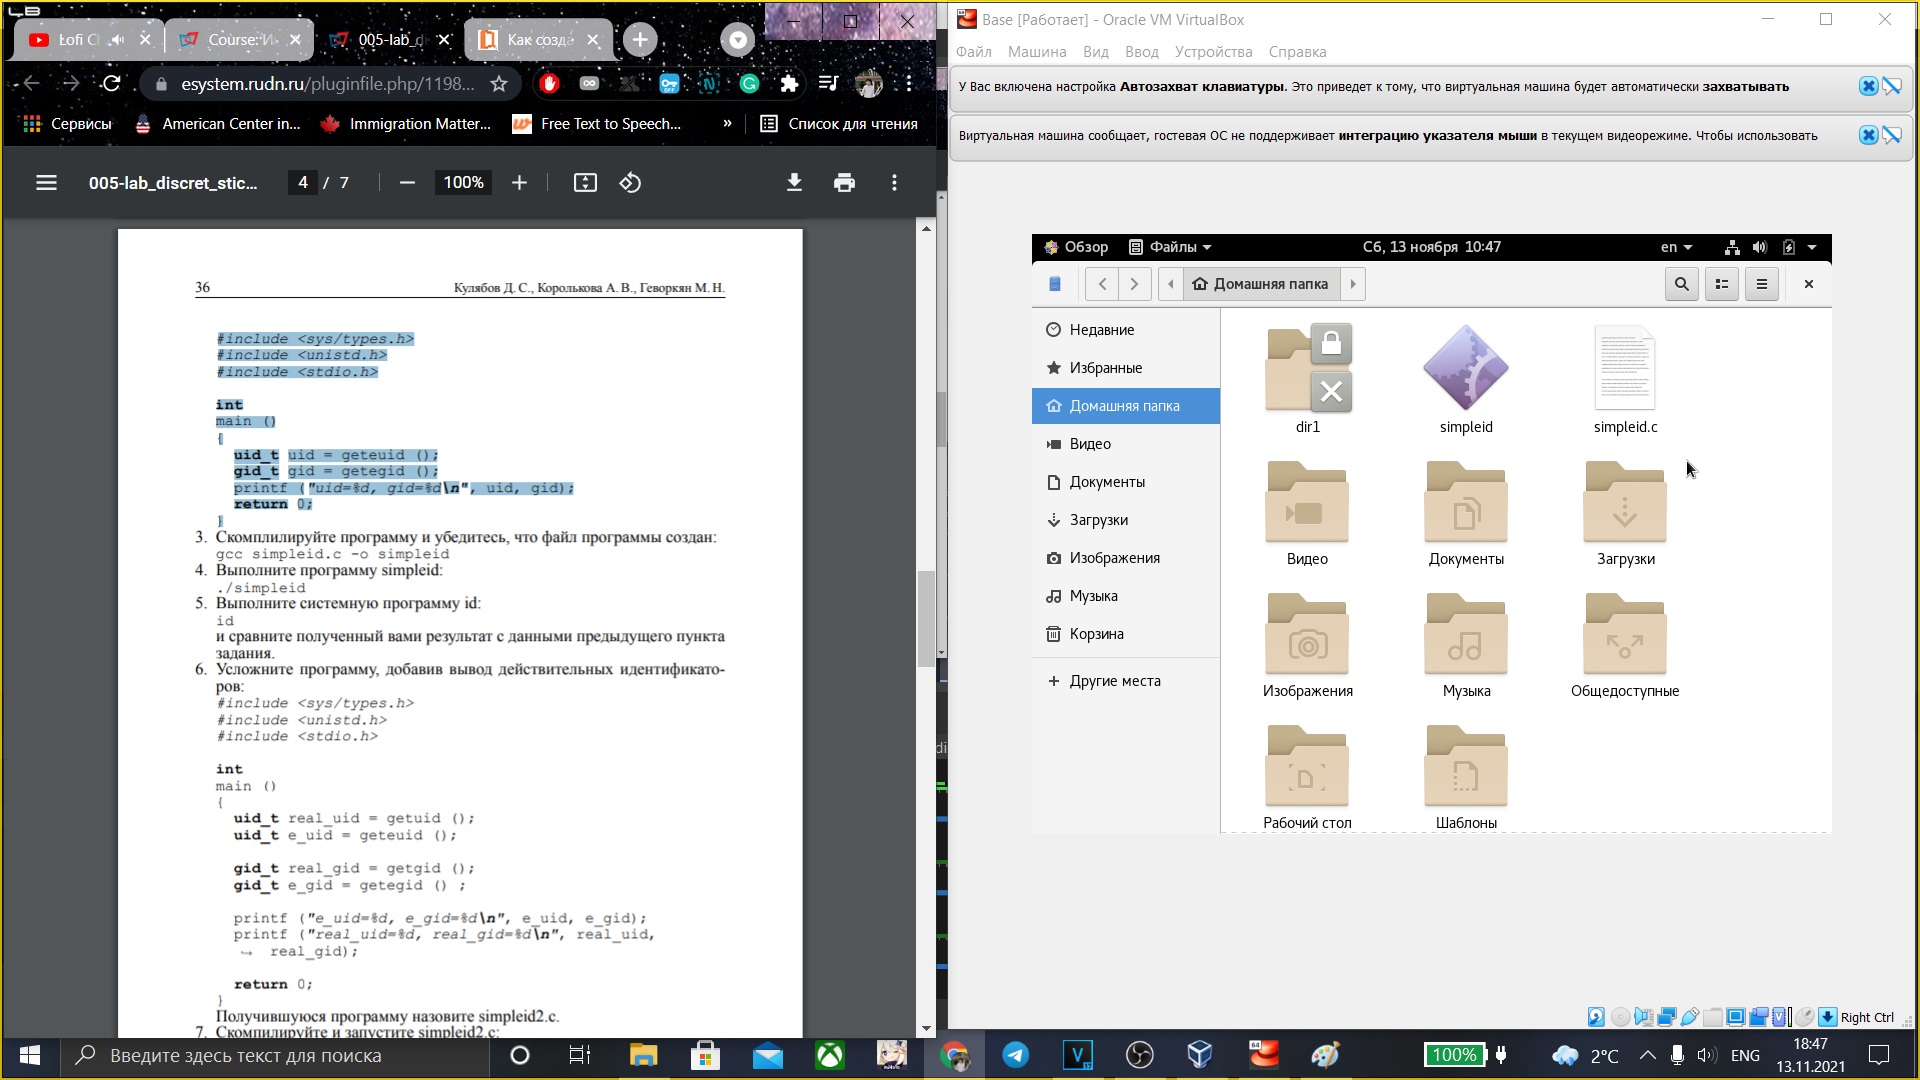 Course: И
005-lab_d
Как созда
esystem.rudn.ru/pluginfile.php/1198...
Сервисы
American Center in...
Immigration Matter...
Free Text to Speech...
»
Список для чтения
005-lab_discret_stic...
4 / 7
100%
36
Кулябов Д. С., Королькова А. В., Геворкян М. Н.
#include <sys/types.h>
#include <unistd.h>
#include <stdio.h>
int
main ()
{
uid_t uid = geteuid ();
gid_t gid = getegid ();
printf ("uid=%d, gid=%d\n", uid, gid);
return 0;
}
3. Скомплилируйте программу и убедитесь, что файл программы создан:
gcc simpleid.c -o simpleid
4. Выполните программу simpleid:
./simpleid
5. Выполните системную программу id:
id
и сравните полученный вами результат с данными предыдущего пункта
задания.
6. Усложните программу, добавив вывод действительных идентификато-
ров:
#include <sys/types.h>
#include <unistd.h>
#include <stdio.h>
int
main ()
{
uid_t real_uid = getuid ();
uid_t e_uid = geteuid ();
gid_t real_gid = getgid ();
gid_t e_gid = getegid () ;
printf ("e_uid=%d, e_gid=%d\n", e_uid, e_gid);
printf ("real_uid=%d, real_gid=%d\n", real_uid,
↪ real_gid);
return 0;
}
Получившуюся программу назовите simpleid2.c.
7. Скомпилируйте и запустите simpleid2.c:
Base [Работает] - Oracle VM VirtualBox
Файл Машина Вид Ввод Устройства Справка
У Вас включена настройка Автозахват клавиатуры. Это приведет к тому, что виртуальная машина будет автоматически захватывать
Виртуальная машина сообщает, гостевая ОС не поддерживает интеграцию указателя мыши в текущем видеорежиме. Чтобы использовать
Обзор Файлы Сб, 13 ноября 10:47 en
Домашняя папка
Недавние
Избранные
Домашняя папка
Видео
Документы
Загрузки
Изображения
Музыка
Корзина
+ Другие места
dir1 simpleid simpleid.c
Видео Документы Загрузки
Изображения Музыка Общедоступные
Рабочий стол Шаблоны
Right Ctrl
Введите здесь текст для поиска
100%
2°C
ENG
18:47
13.11.2021